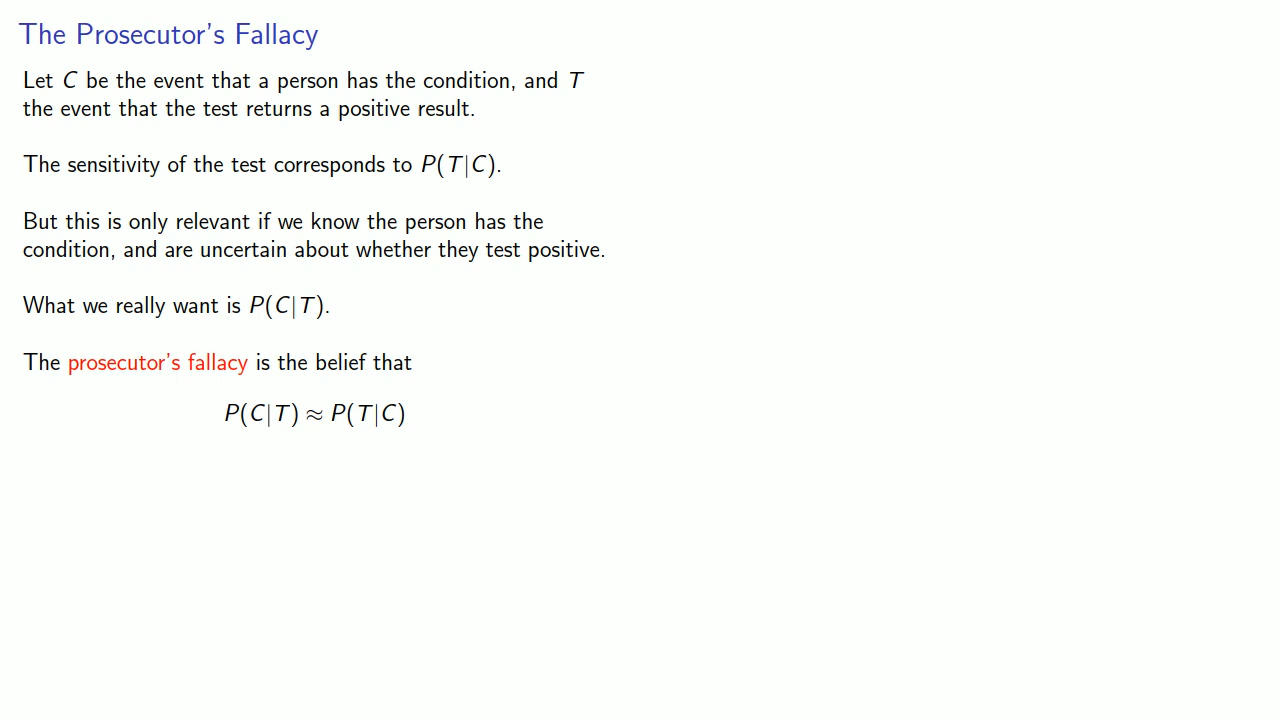 The Prosecutor's Fallacy
Let C be the event that a person has the condition, and T
the event that the test returns a positive result.
The sensitivity of the test corresponds to P(T|C).
But this is only relevant if we know the person has the
condition, and are uncertain about whether they test positive.
What we really want is P(C|T).
The prosecutor's fallacy is the belief that
P(C|T) ≈ P(T|C)